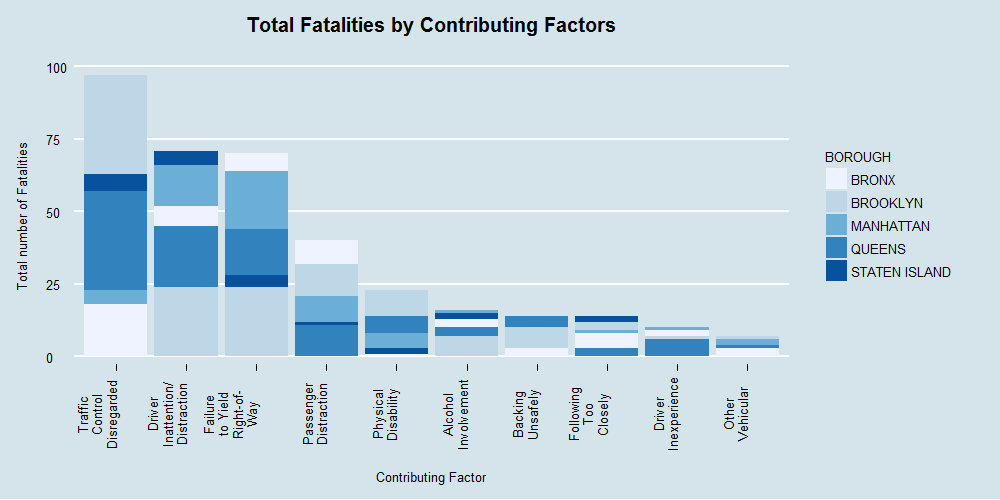 Total Fatalities by Contributing Factors
Total number of Fatalities
100
75
50
25
0
Traffic
Control
Disregarded
Driver
Inattention/
Distraction
Failure
to Yield
Right-of-
Way
Passenger
Distraction
Physical
Disability
Alcohol
Involvement
Backing
Unsafely
Following
Too
Closely
Driver
Inexperience
Other
Vehicular
Contributing Factor
BOROUGH
BRONX
BROOKLYN
MANHATTAN
QUEENS
STATEN ISLAND